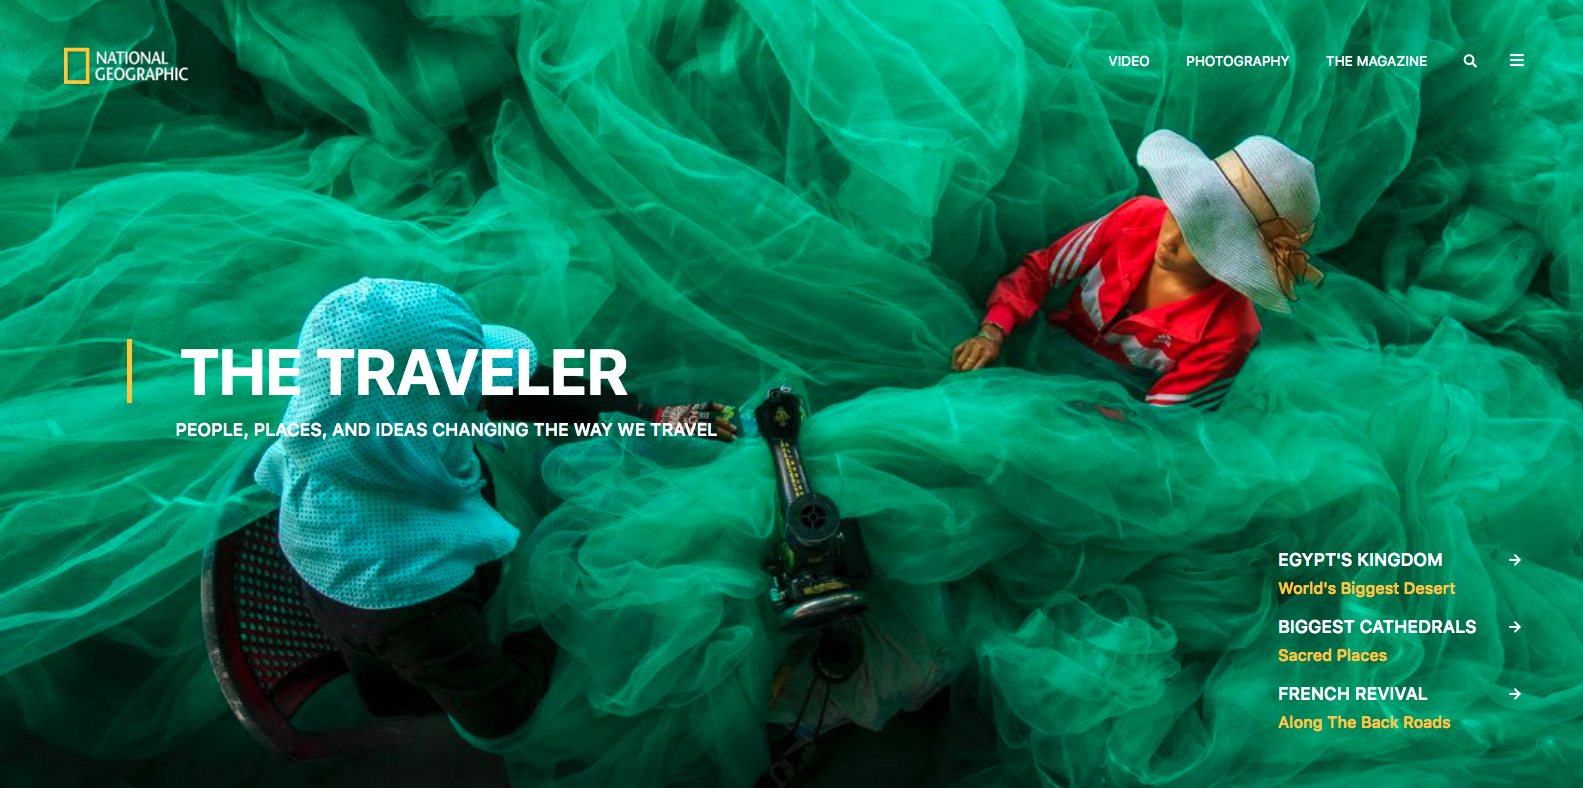 NATIONAL
GEOGRAPHIC
VIDEO PHOTOGRAPHY THE MAGAZINE
THE TRAVELER
PEOPLE, PLACES, AND IDEAS CHANGING THE WAY WE TRAVEL
EGYPT'S KINGDOM
World's Biggest Desert
BIGGEST CATHEDRALS
Sacred Places
FRENCH REVIVAL
Along The Back Roads